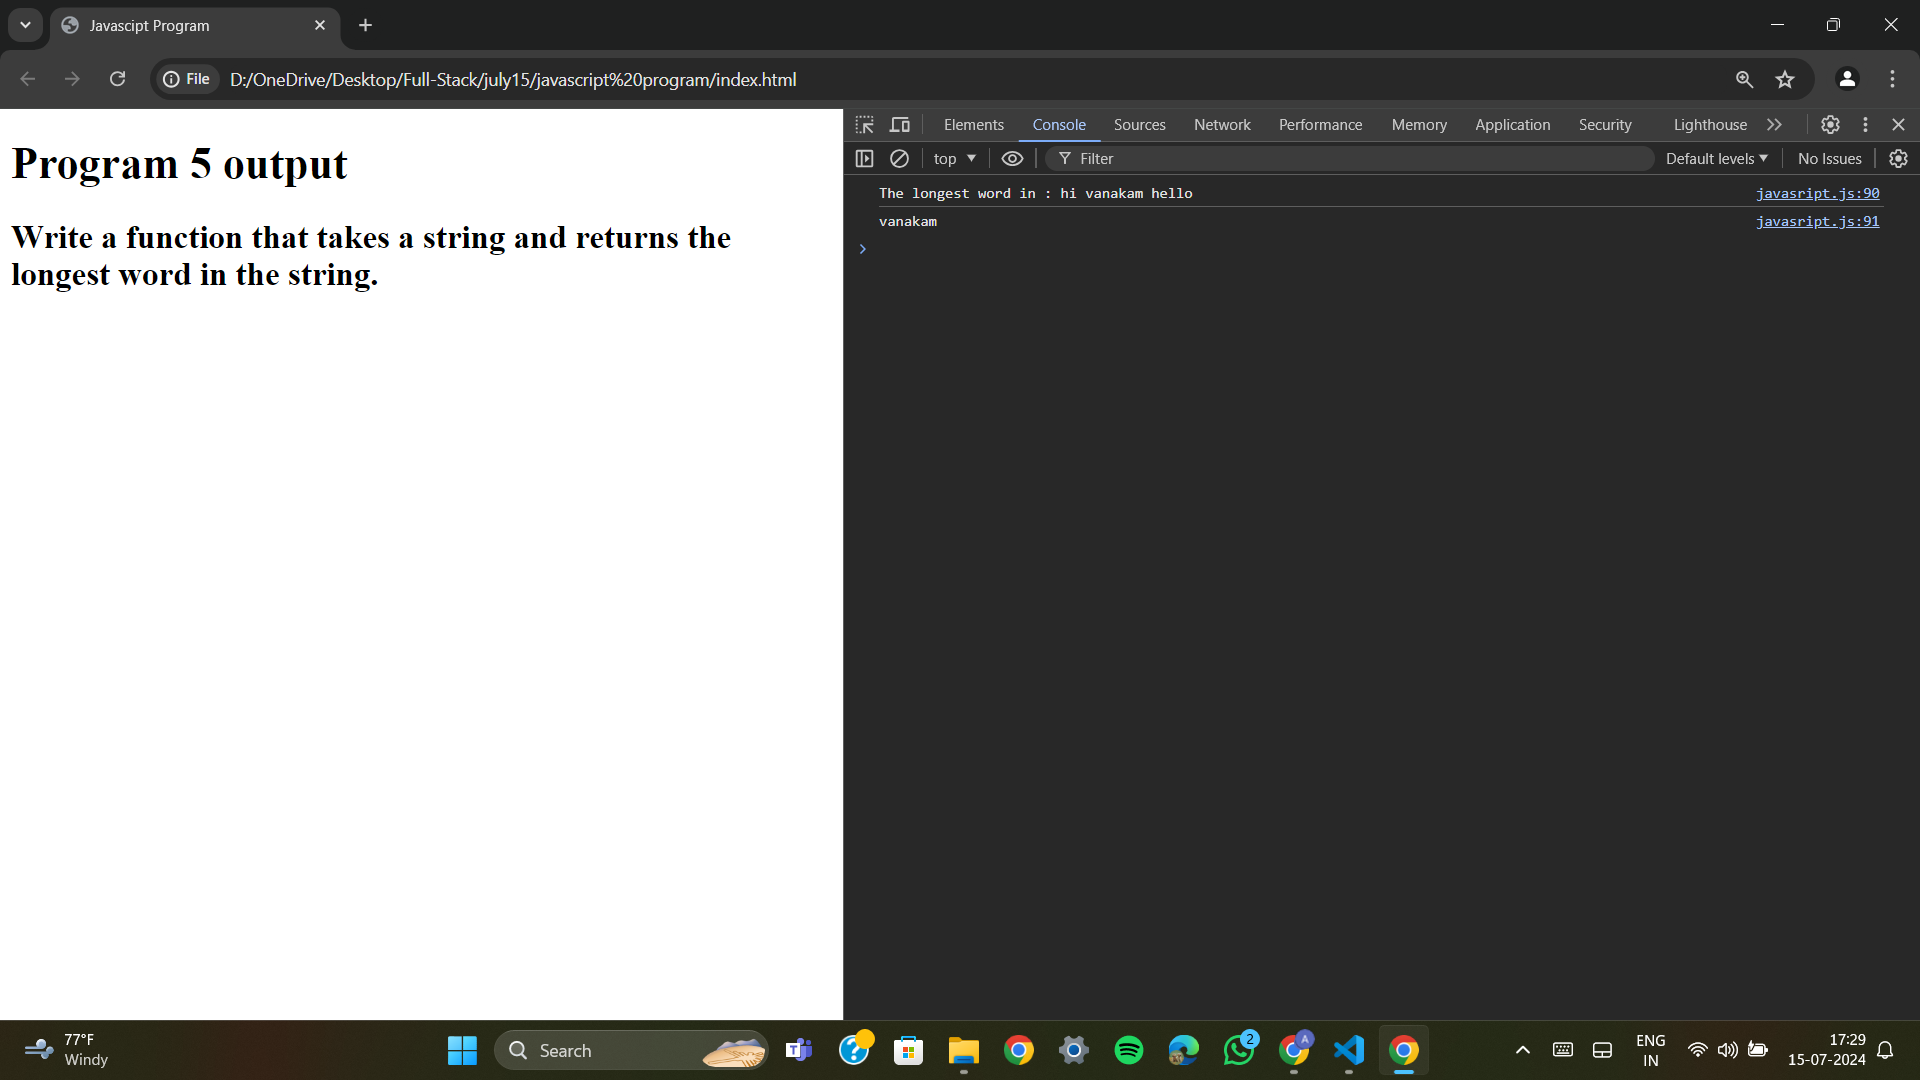 Javascipt Program
File
D:/OneDrive/Desktop/Full-Stack/july15/javascript%20program/index.html
Program 5 output
Write a function that takes a string and returns the
longest word in the string.
Elements Console Sources Network Performance Memory Application Security Lighthouse
top Filter Default levels No Issues
The longest word in : hi vanakam hello javasript.js:90
vanakam javasript.js:91
77°F
Windy
Search
T
?
2
A
ENG
IN
17:29
15-07-2024